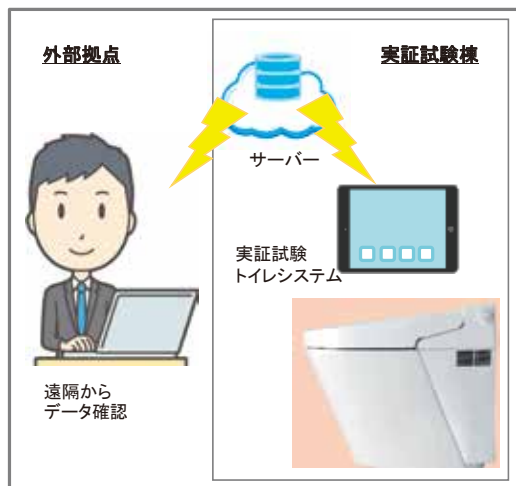 外部拠点
実証試験棟
サーバー
実証試験
トイレシステム
遠隔から
データ確認